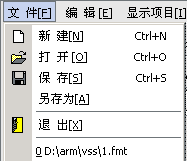 文 件[F] 编 辑[E] 显示项目[I]
新 建[N] Ctrl+N
打 开[O] Ctrl+O
保 存[S] Ctrl+S
另存为[A]
退 出[X]
0 D:\arm\vss\1.fmt